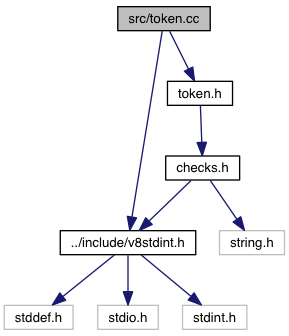 src/token.cc
token.h
checks.h
../include/v8stdint.h
string.h
stddef.h
stdio.h
stdint.h